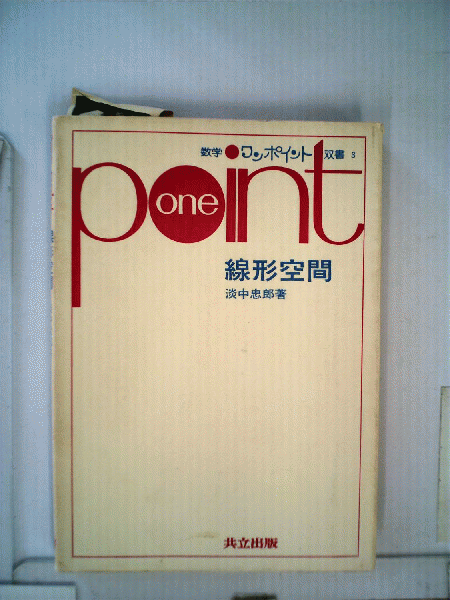 数学・ワンポイント双書 3
point
one
線形空間
淡中忠郎著
共立出版